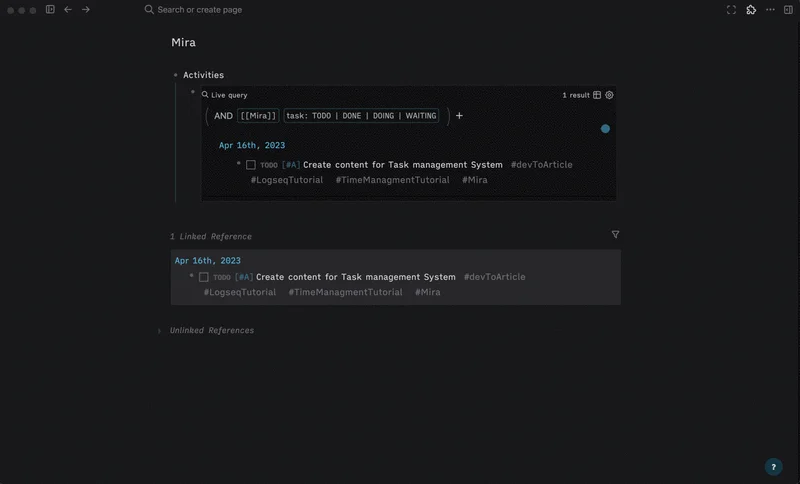 Search or create page
Mira
Activities
Live query 1 result
AND [[Mira]] task: TODO | DONE | DOING | WAITING +
Apr 16th, 2023
TODO [#A] Create content for Task management System #devToArticle
#LogseqTutorial #TimeManagmentTutorial #Mira
1 Linked Reference
Apr 16th, 2023
TODO [#A] Create content for Task management System #devToArticle
#LogseqTutorial #TimeManagmentTutorial #Mira
Unlinked References
?